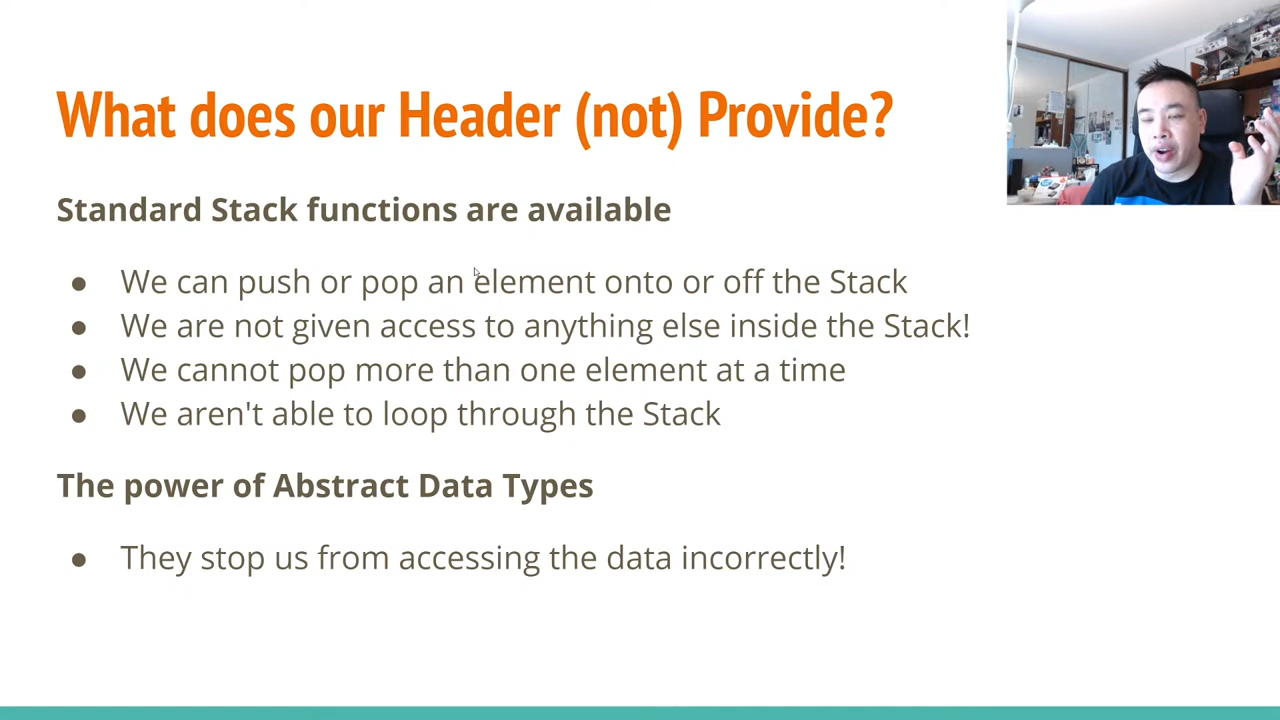 What does our Header (not) Provide?
Standard Stack functions are available
● We can push or pop an element onto or off the Stack
● We are not given access to anything else inside the Stack!
● We cannot pop more than one element at a time
● We aren't able to loop through the Stack
The power of Abstract Data Types
● They stop us from accessing the data incorrectly!